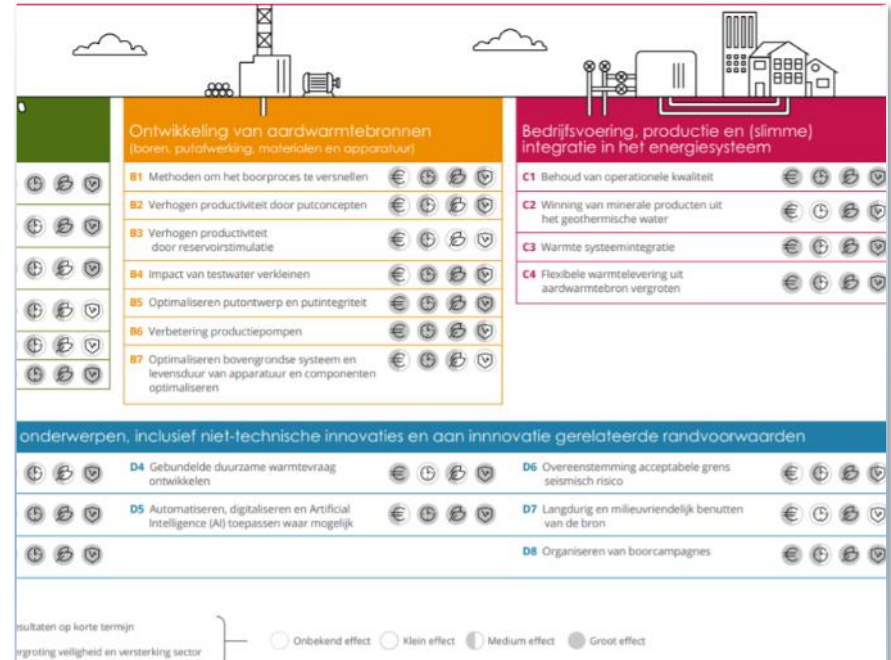 Ontwikkeling van aardwarmtebronnen
(boren, putafwerking, materialen en apparatuur)
B1 Methoden om het boorproces te versnellen
B2 Verhogen productiviteit door putconcepten
B3 Verhogen productiviteit
door reservoirstimulatie
B4 Impact van testwater verkleinen
B5 Optimaliseren putontwerp en putintegriteit
B6 Verbetering productiepompen
B7 Optimaliseren bovengrondse systeem en
levensduur van apparatuur en componenten
optimaliseren
Bedrijfsvoering, productie en (slimme)
integratie in het energiesysteem
C1 Behoud van operationele kwaliteit
C2 Winning van minerale producten uit
het geothermische water
C3 Warmte systeemintegratie
C4 Flexibele warmtelevering uit
aardwarmtebron vergroten
onderwerpen, inclusief niet-technische innovaties en aan innnovatie gerelateerde randvoorwaarden
D4 Gebundelde duurzame warmtevraag
ontwikkelen
D5 Automatiseren, digitaliseren en Artificial
Intelligence (AI) toepassen waar mogelijk
D6 Overeenstemming acceptabele grens
seismisch risico
D7 Langdurig en milieuvriendelijk benutten
van de bron
D8 Organiseren van boorcampagnes
esultaten op korte termijn
ergroting veiligheid en versterking sector
Onbekend effect Klein effect Medium effect Groot effect